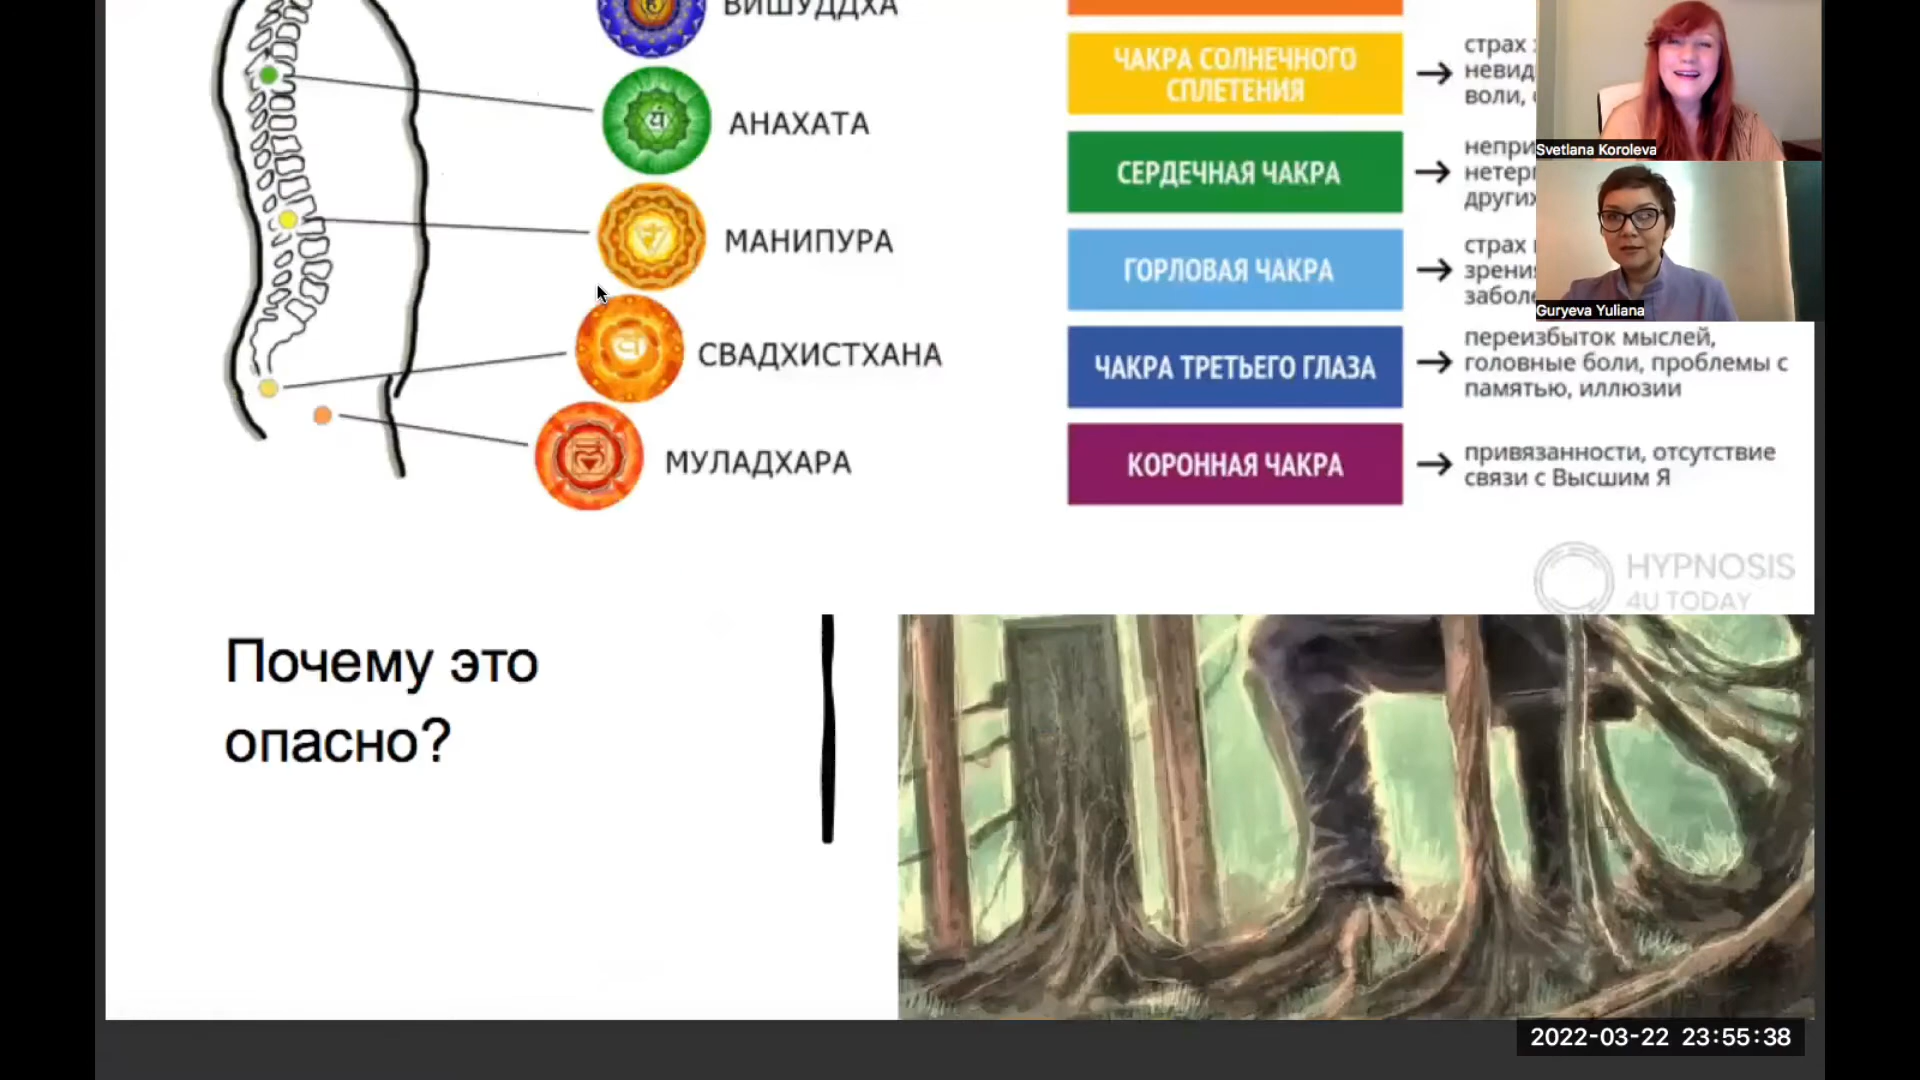 ВИШУДДХА
АНАХАТА
МАНИПУРА
СВАДХИСТХАНА
МУЛАДХАРА
ЧАКРА СОЛНЕЧНОГО
СПЛЕТЕНИЯ
страх
воли,
СЕРДЕЧНАЯ ЧАКРА
других
ГОРЛОВАЯ ЧАКРА
страх
ЧАКРА ТРЕТЬЕГО ГЛАЗА
переизбыток мыслей,
головные боли, проблемы с
памятью, иллюзии
КОРОННАЯ ЧАКРА
привязанности, отсутствие
связи с Высшим Я
Svetlana Koroleva
Guryeva Yuliana
HYPNOSIS
4U TODAY
Почему это
опасно?
2022-03-22 23:55:38